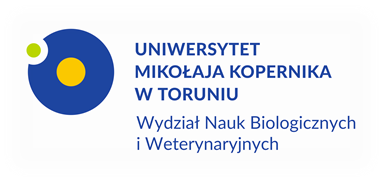 UNIWERSYTET
MIKOŁAJA KOPERNIKA
W TORUNIU
Wydział Nauk Biologicznych
i Weterynaryjnych